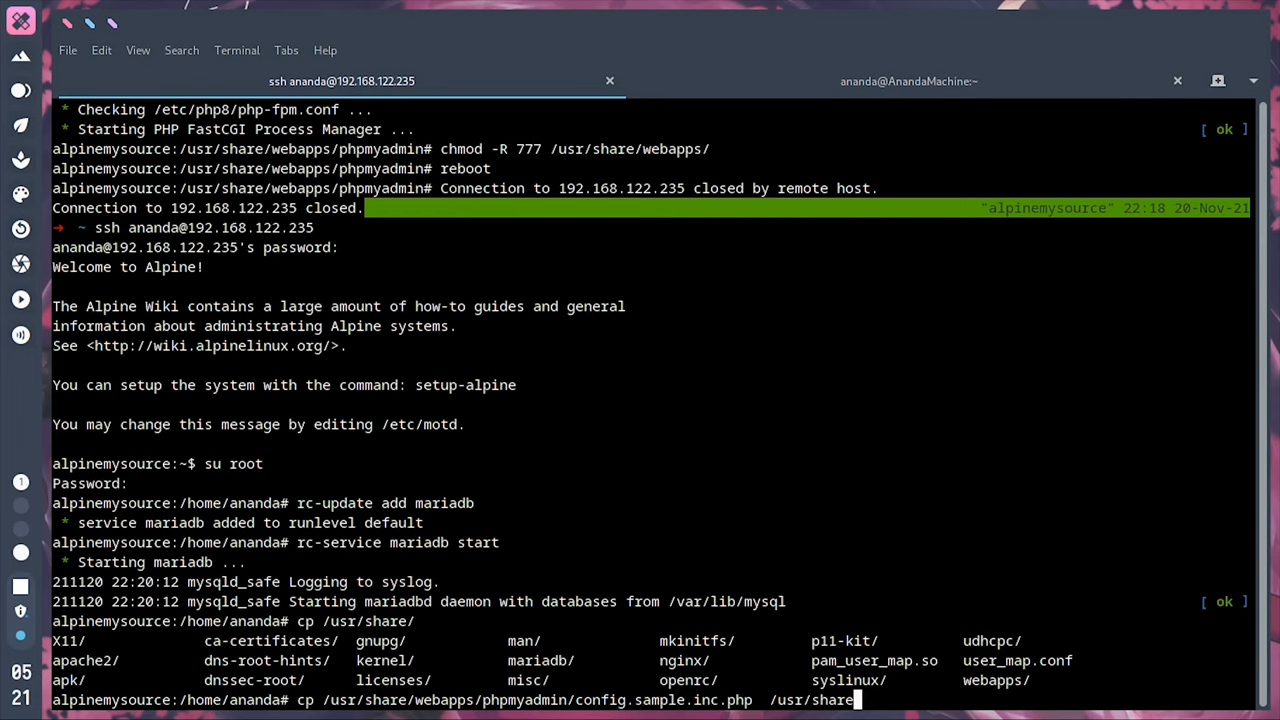 File Edit View Search Terminal Tabs Help
ssh ananda@192.168.122.235
ananda@AnandaMachine:~
* Checking /etc/php8/php-fpm.conf ...
* Starting PHP FastCGI Process Manager ... [ ok ]
alpinemysource:/usr/share/webapps/phpmyadmin# chmod -R 777 /usr/share/webapps/
alpinemysource:/usr/share/webapps/phpmyadmin# reboot
alpinemysource:/usr/share/webapps/phpmyadmin# Connection to 192.168.122.235 closed by remote host.
Connection to 192.168.122.235 closed. "alpinemysource" 22:18 20-Nov-21
→ ~ ssh ananda@192.168.122.235
ananda@192.168.122.235's password:
Welcome to Alpine!
The Alpine Wiki contains a large amount of how-to guides and general
information about administrating Alpine systems.
See <http://wiki.alpinelinux.org/>.
You can setup the system with the command: setup-alpine
You may change this message by editing /etc/motd.
alpinemysource:~$ su root
Password:
alpinemysource:/home/ananda# rc-update add mariadb
* service mariadb added to runlevel default
alpinemysource:/home/ananda# rc-service mariadb start
* Starting mariadb ...
211120 22:20:12 mysqld_safe Logging to syslog.
211120 22:20:12 mysqld_safe Starting mariadbd daemon with databases from /var/lib/mysql [ ok ]
alpinemysource:/home/ananda# cp /usr/share/
X11/ ca-certificates/ gnupg/ man/ mkinitfs/ p11-kit/ udhcpc/
apache2/ dns-root-hints/ kernel/ mariadb/ nginx/ pam_user_map.so user_map.conf
apk/ dnssec-root/ licenses/ misc/ openrc/ syslinux/ webapps/
alpinemysource:/home/ananda# cp /usr/share/webapps/phpmyadmin/config.sample.inc.php /usr/share
1
05
21